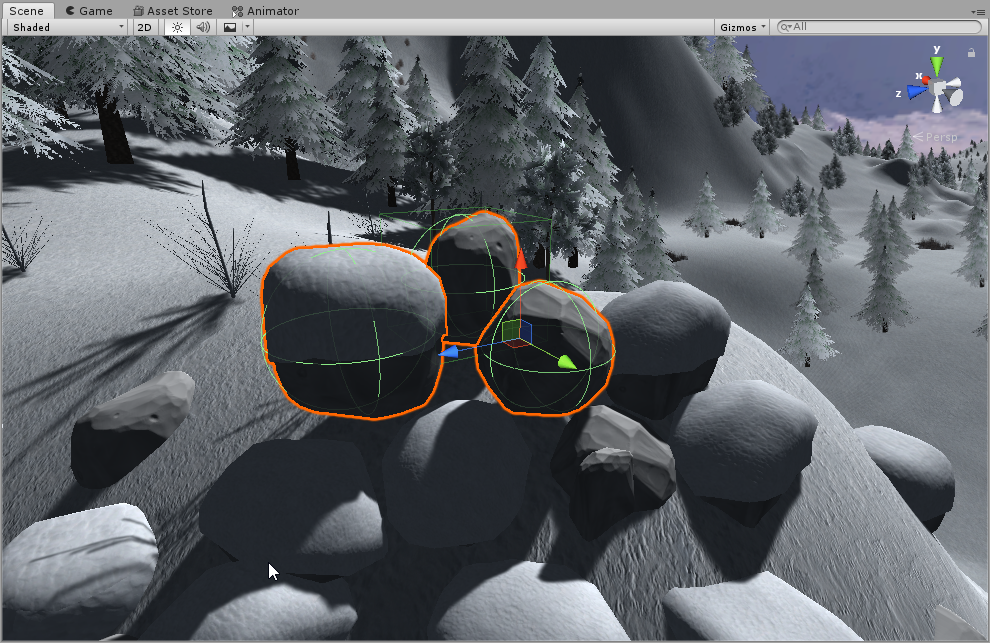 Scene Game Asset Store Animator
Shaded 2D Gizmos All
y
x
z
Persp